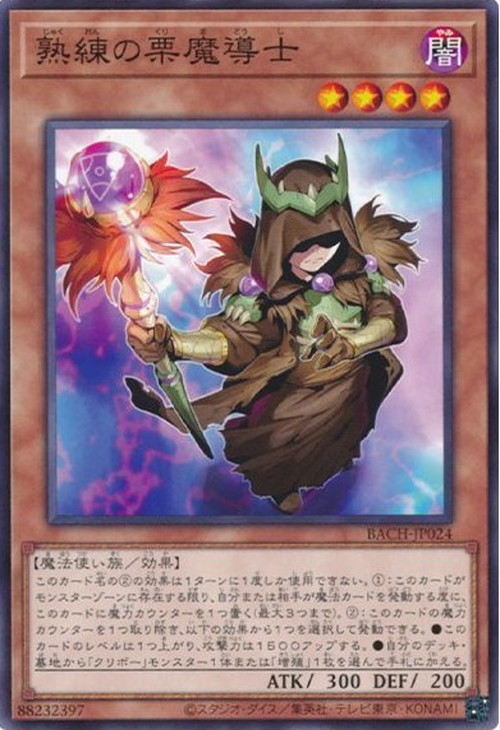 熟練の栗魔導士
闇
BACH-JP024
【魔法使い族／効果】
このカード名の②の効果は1ターンに1度しか使用できない。①：このカードが
モンスターゾーンに存在する限り、自分または相手が魔法カードを発動する度に、
このカードに魔力カウンターを1つ置く(最大3つまで)。②：このカードの魔力
カウンターを1つ取り除き、以下の効果から1つを選択して発動できる。●このカ
ードのレベルは1つ上がり、攻撃力は1500アップする。●自分のデッキ・
墓地から「クリボー」モンスター1体または「増殖」1枚を選んで手札に加える。
ATK/ 300 DEF/ 200
88232397
©スタジオ・ダイス／集英社・テレビ東京・KONAMI